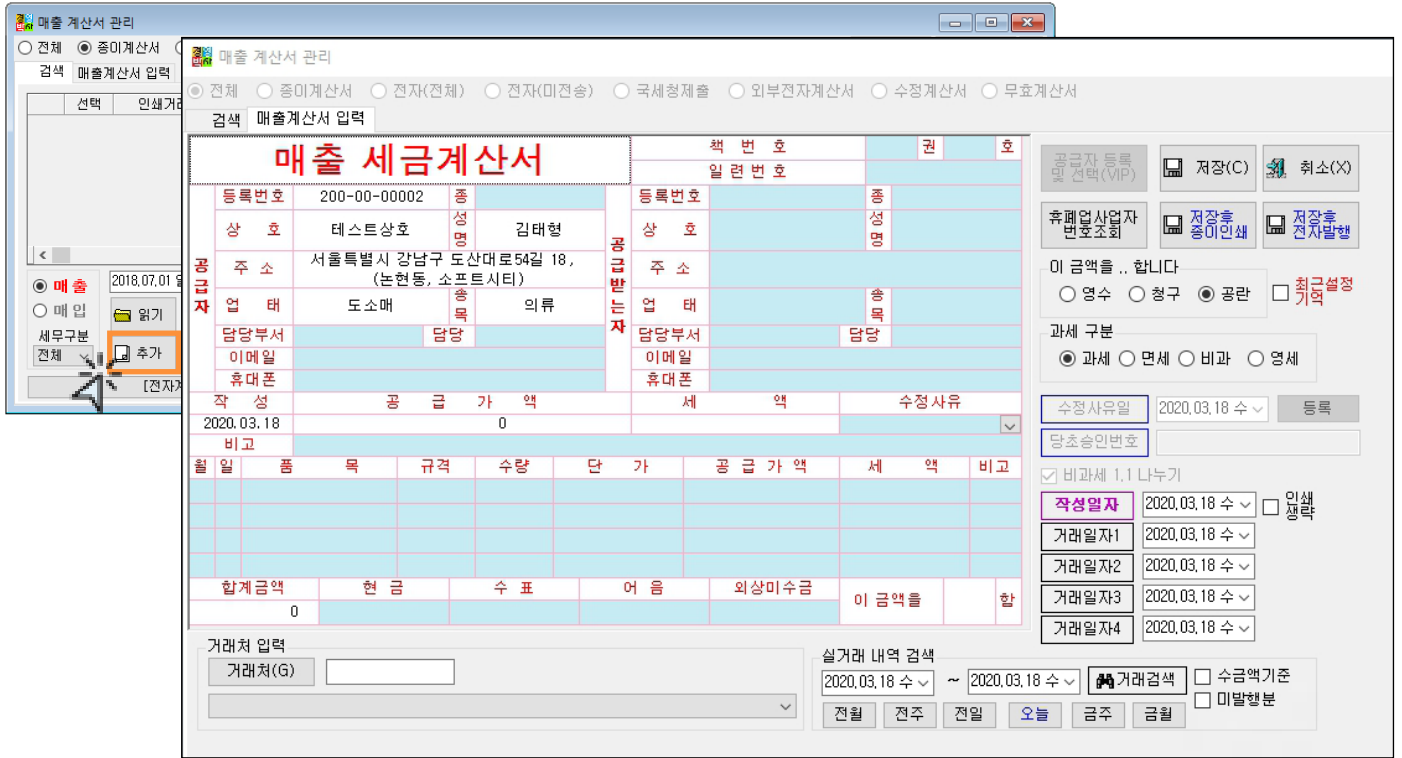 매출 계산서 관리
전체 종이계산서
검색 매출계산서 입력
선택 인쇄거래
매출 2018.07.01
매입 읽기
세무구분
전체 추가
[전자계
매출 계산서 관리
전체 종이계산서 전자(전체) 전자(미전송) 국세청제출 외부전자계산서 수정계산서 무효계산서
검색 매출계산서 입력
매출 세금계산서
책 번 호 권 호
일 련 번 호
공급자
등록번호 200-00-00002 종
상 호 테스트상호 성명 김태형
주 소 서울특별시 강남구 도산대로54길 18,
(논현동, 소프트시티)
업 태 도소매 종목 의류
담당부서 담당
이메일
휴대폰
공급받는자
등록번호 종
상 호 성명
주 소
업 태 종목
담당부서 담당
이메일
휴대폰
작 성 공 급 가 액 세 액 수정사유
2020.03.18 0
비고
월 일 품 목 규격 수량 단 가 공 급 가 액 세 액 비고
합계금액 현 금 수 표 어 음 외상미수금 이 금액을 함
0
공급자 등록
및 선택(VIP)
저장(C) 취소(X)
휴폐업사업자
번호조회
저장후
종이인쇄
저장후
전자발행
이 금액을 .. 합니다
영수 청구 공란
최근설정
기억
과세 구분
과세 면세 비과 영세
수정사유일 2020.03.18 수 등록
당초승인번호
비과세 1.1 나누기
작성일자 2020.03.18 수
인쇄
생략
거래일자1 2020.03.18 수
거래일자2 2020.03.18 수
거래일자3 2020.03.18 수
거래일자4 2020.03.18 수
거래처 입력
거래처(G)
실거래 내역 검색
2020.03.18 수 ~ 2020.03.18 수 거래검색 수금액기준
미발행분
전월 전주 전일 오늘 금주 금월